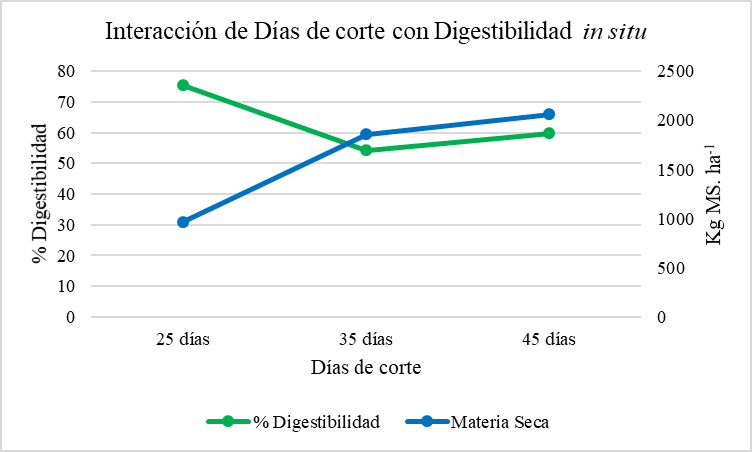 Interacción de Días de corte con Digestibilidad in situ
% Digestibilidad
80
70
60
50
40
30
20
10
0
2500
2000
1500
1000
500
0
Kg MS. ha⁻¹
25 días
35 días
45 días
Días de corte
% Digestibilidad
Materia Seca